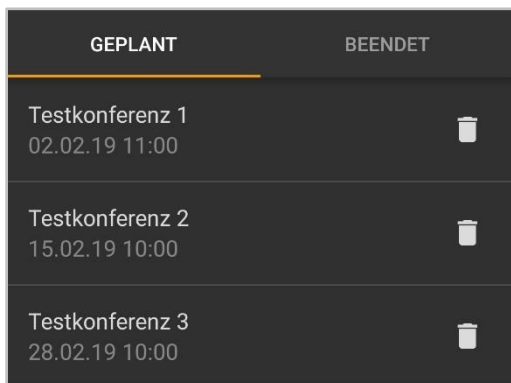 GEPLANT BEENDET
Testkonferenz 1
02.02.19 11:00
Testkonferenz 2
15.02.19 10:00
Testkonferenz 3
28.02.19 10:00